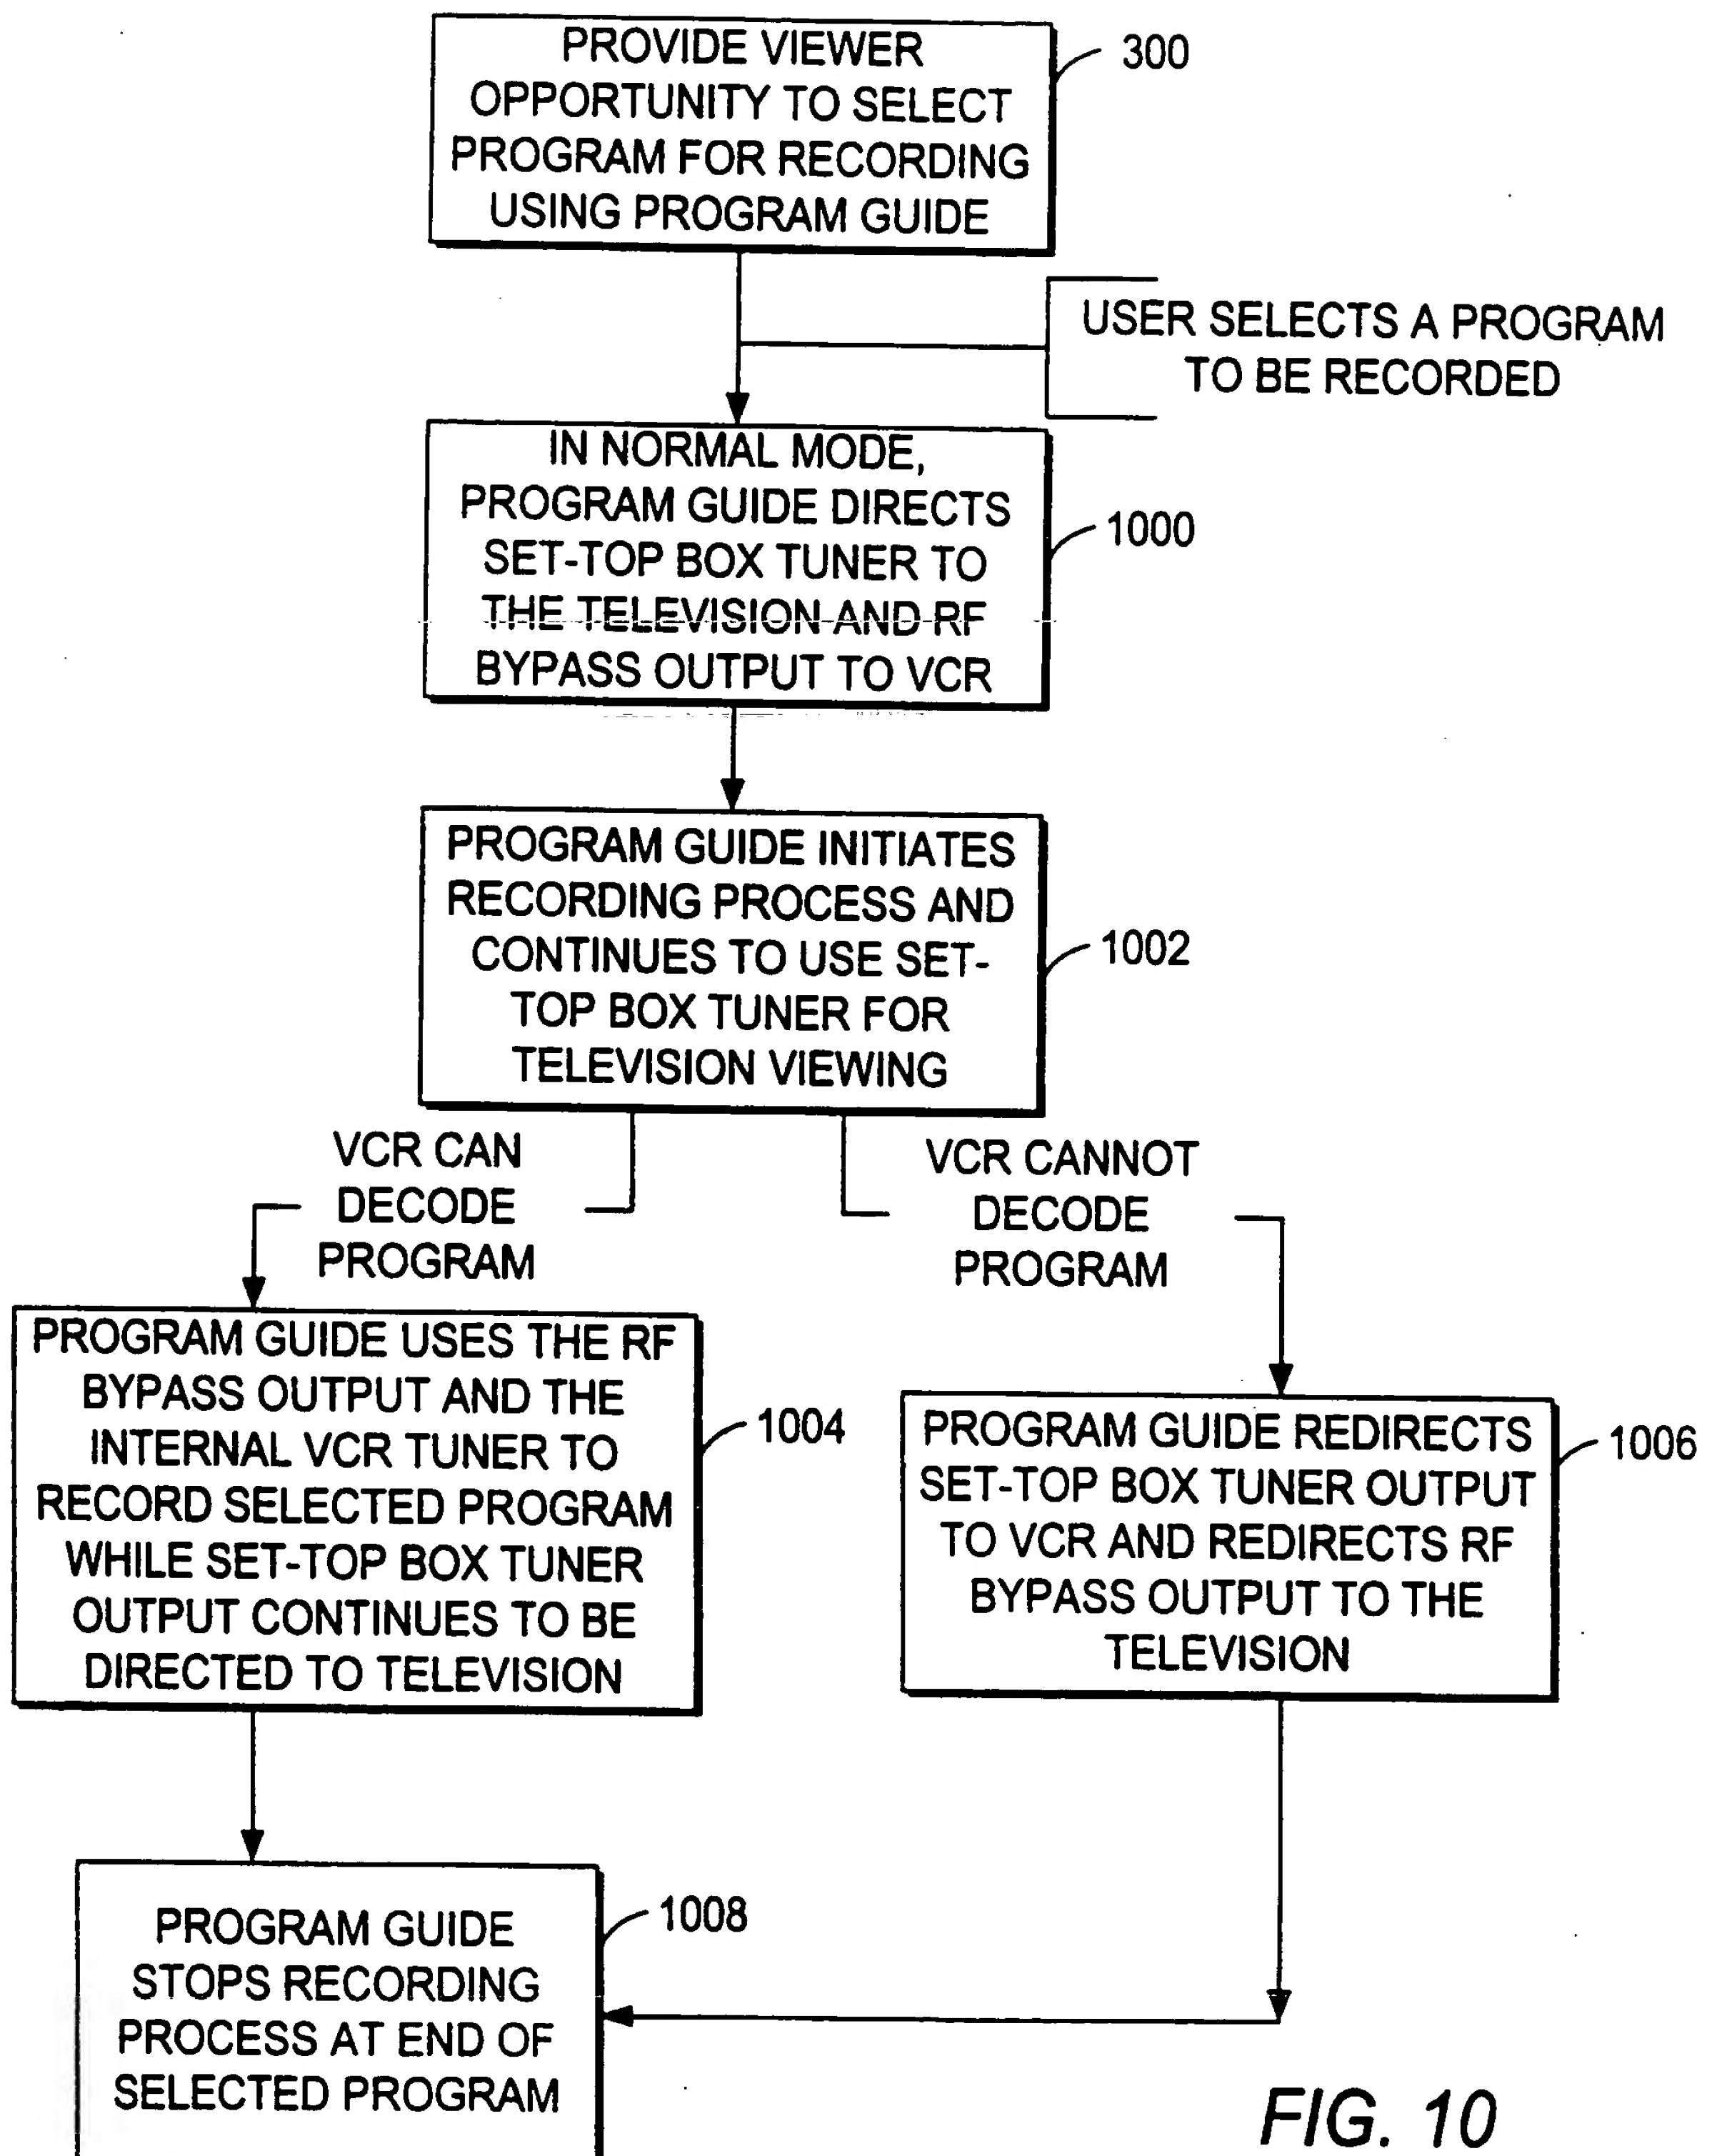 PROVIDE VIEWER
OPPORTUNITY TO SELECT
PROGRAM FOR RECORDING
USING PROGRAM GUIDE
300
USER SELECTS A PROGRAM
TO BE RECORDED
IN NORMAL MODE,
PROGRAM GUIDE DIRECTS
SET-TOP BOX TUNER TO
THE TELEVISION AND RF
BYPASS OUTPUT TO VCR
1000
PROGRAM GUIDE INITIATES
RECORDING PROCESS AND
CONTINUES TO USE SET-
TOP BOX TUNER FOR
TELEVISION VIEWING
1002
VCR CAN
DECODE
PROGRAM
VCR CANNOT
DECODE
PROGRAM
PROGRAM GUIDE USES THE RF
BYPASS OUTPUT AND THE
INTERNAL VCR TUNER TO
RECORD SELECTED PROGRAM
WHILE SET-TOP BOX TUNER
OUTPUT CONTINUES TO BE
DIRECTED TO TELEVISION
1004
PROGRAM GUIDE REDIRECTS
SET-TOP BOX TUNER OUTPUT
TO VCR AND REDIRECTS RF
BYPASS OUTPUT TO THE
TELEVISION
1006
PROGRAM GUIDE
STOPS RECORDING
PROCESS AT END OF
SELECTED PROGRAM
1008
FIG. 10